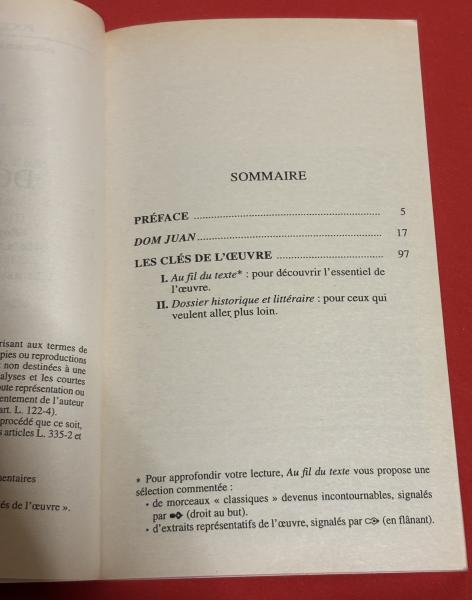 risant aux termes de
pies ou reproductions
non destinées à une
alyses et les courtes
oute représentation ou
entement de l'auteur
art. L. 122-4).
procédé que ce soit,
s articles L. 335-2 et
mentaires
és de l'œuvre ».
SOMMAIRE
PRÉFACE ........................................................... 5
DOM JUAN........................................................... 17
LES CLÉS DE L'ŒUVRE .................................. 97
I. Au fil du texte* : pour découvrir l'essentiel de
l'œuvre.
II. Dossier historique et littéraire : pour ceux qui
veulent aller plus loin.
* Pour approfondir votre lecture, Au fil du texte vous propose une
sélection commentée :
• de morceaux « classiques » devenus incontournables, signalés
par (droit au but).
• d'extraits représentatifs de l'œuvre, signalés par (en flânant).